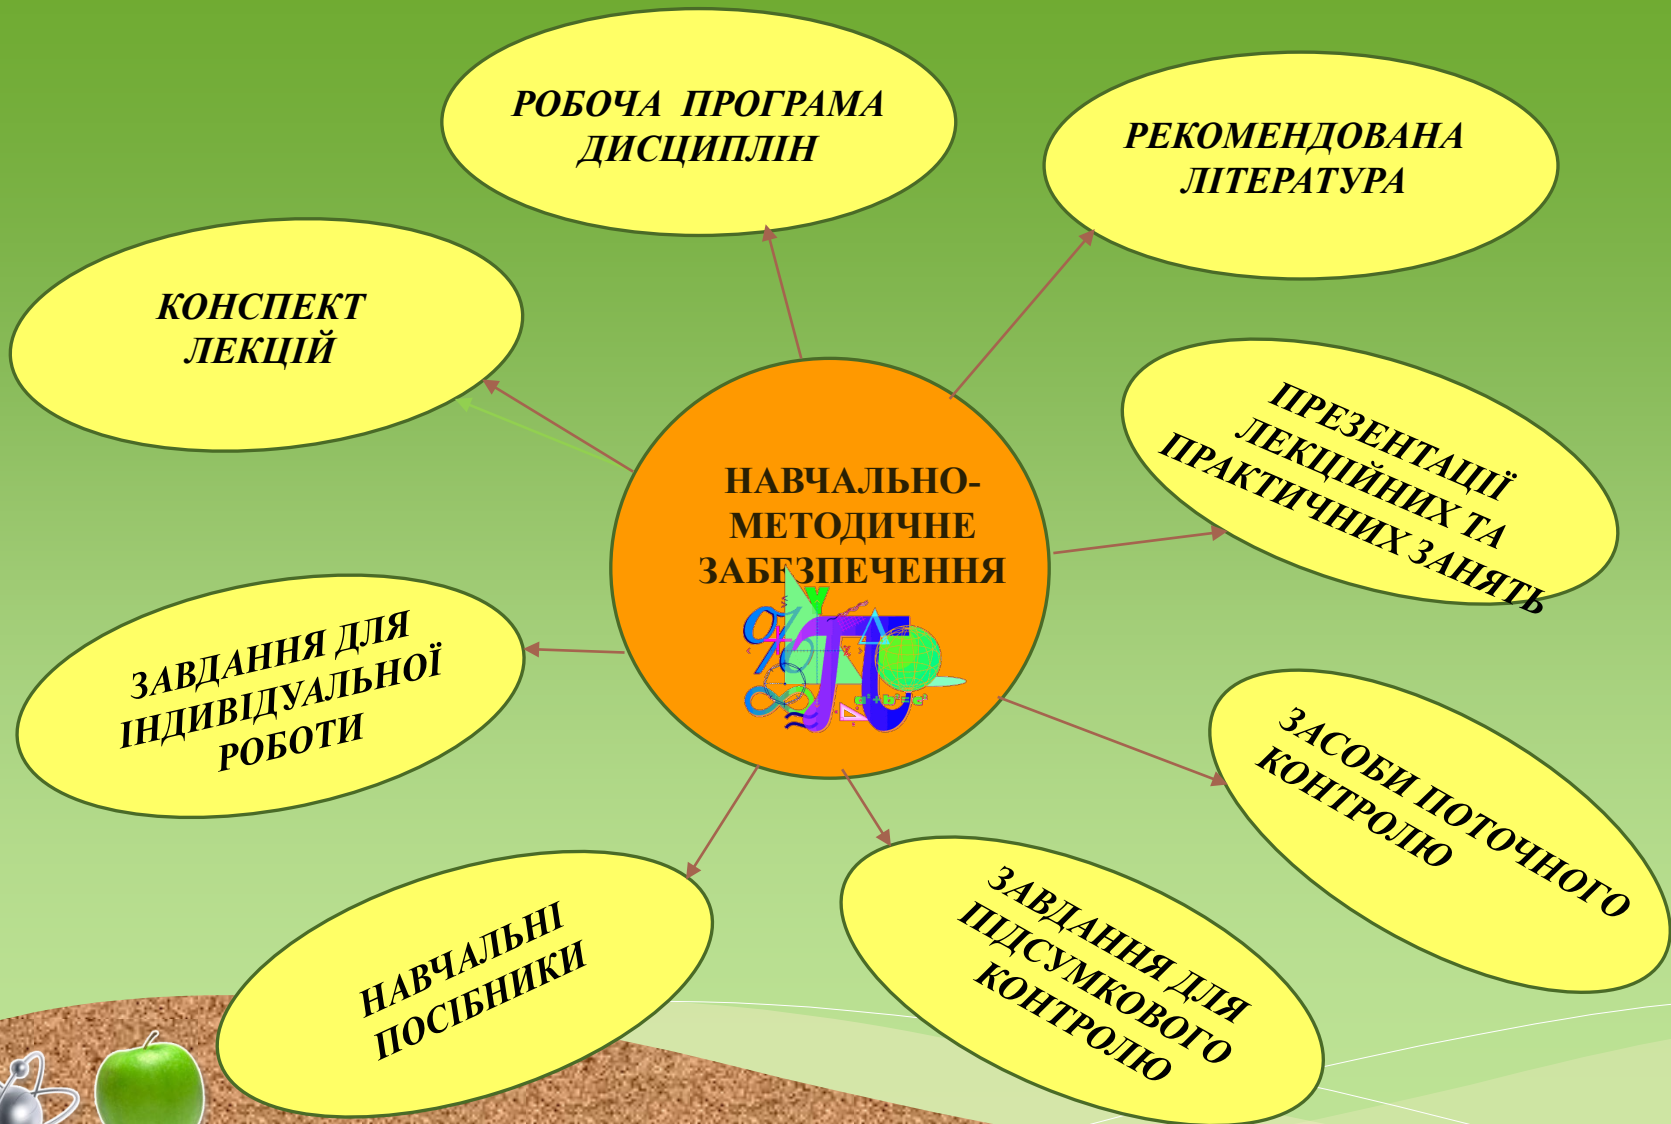 РОБОЧА ПРОГРАМА
ДИСЦИПЛІН
РЕКОМЕНДОВАНА
ЛІТЕРАТУРА
КОНСПЕКТ
ЛЕКЦІЙ
ПРЕЗЕНТАЦІЇ
ЛЕКЦІЙНИХ ТА
ПРАКТИЧНИХ ЗАНЯТЬ
НАВЧАЛЬНО-
МЕТОДИЧНЕ
ЗАБЕЗПЕЧЕННЯ
ЗАВДАННЯ ДЛЯ
ІНДИВІДУАЛЬНОЇ
РОБОТИ
ЗАСОБИ ПОТОЧНОГО
КОНТРОЛЮ
НАВЧАЛЬНІ
ПОСІБНИКИ
ЗАВДАННЯ ДЛЯ
ПІДСУМКОВОГО
КОНТРОЛЮ